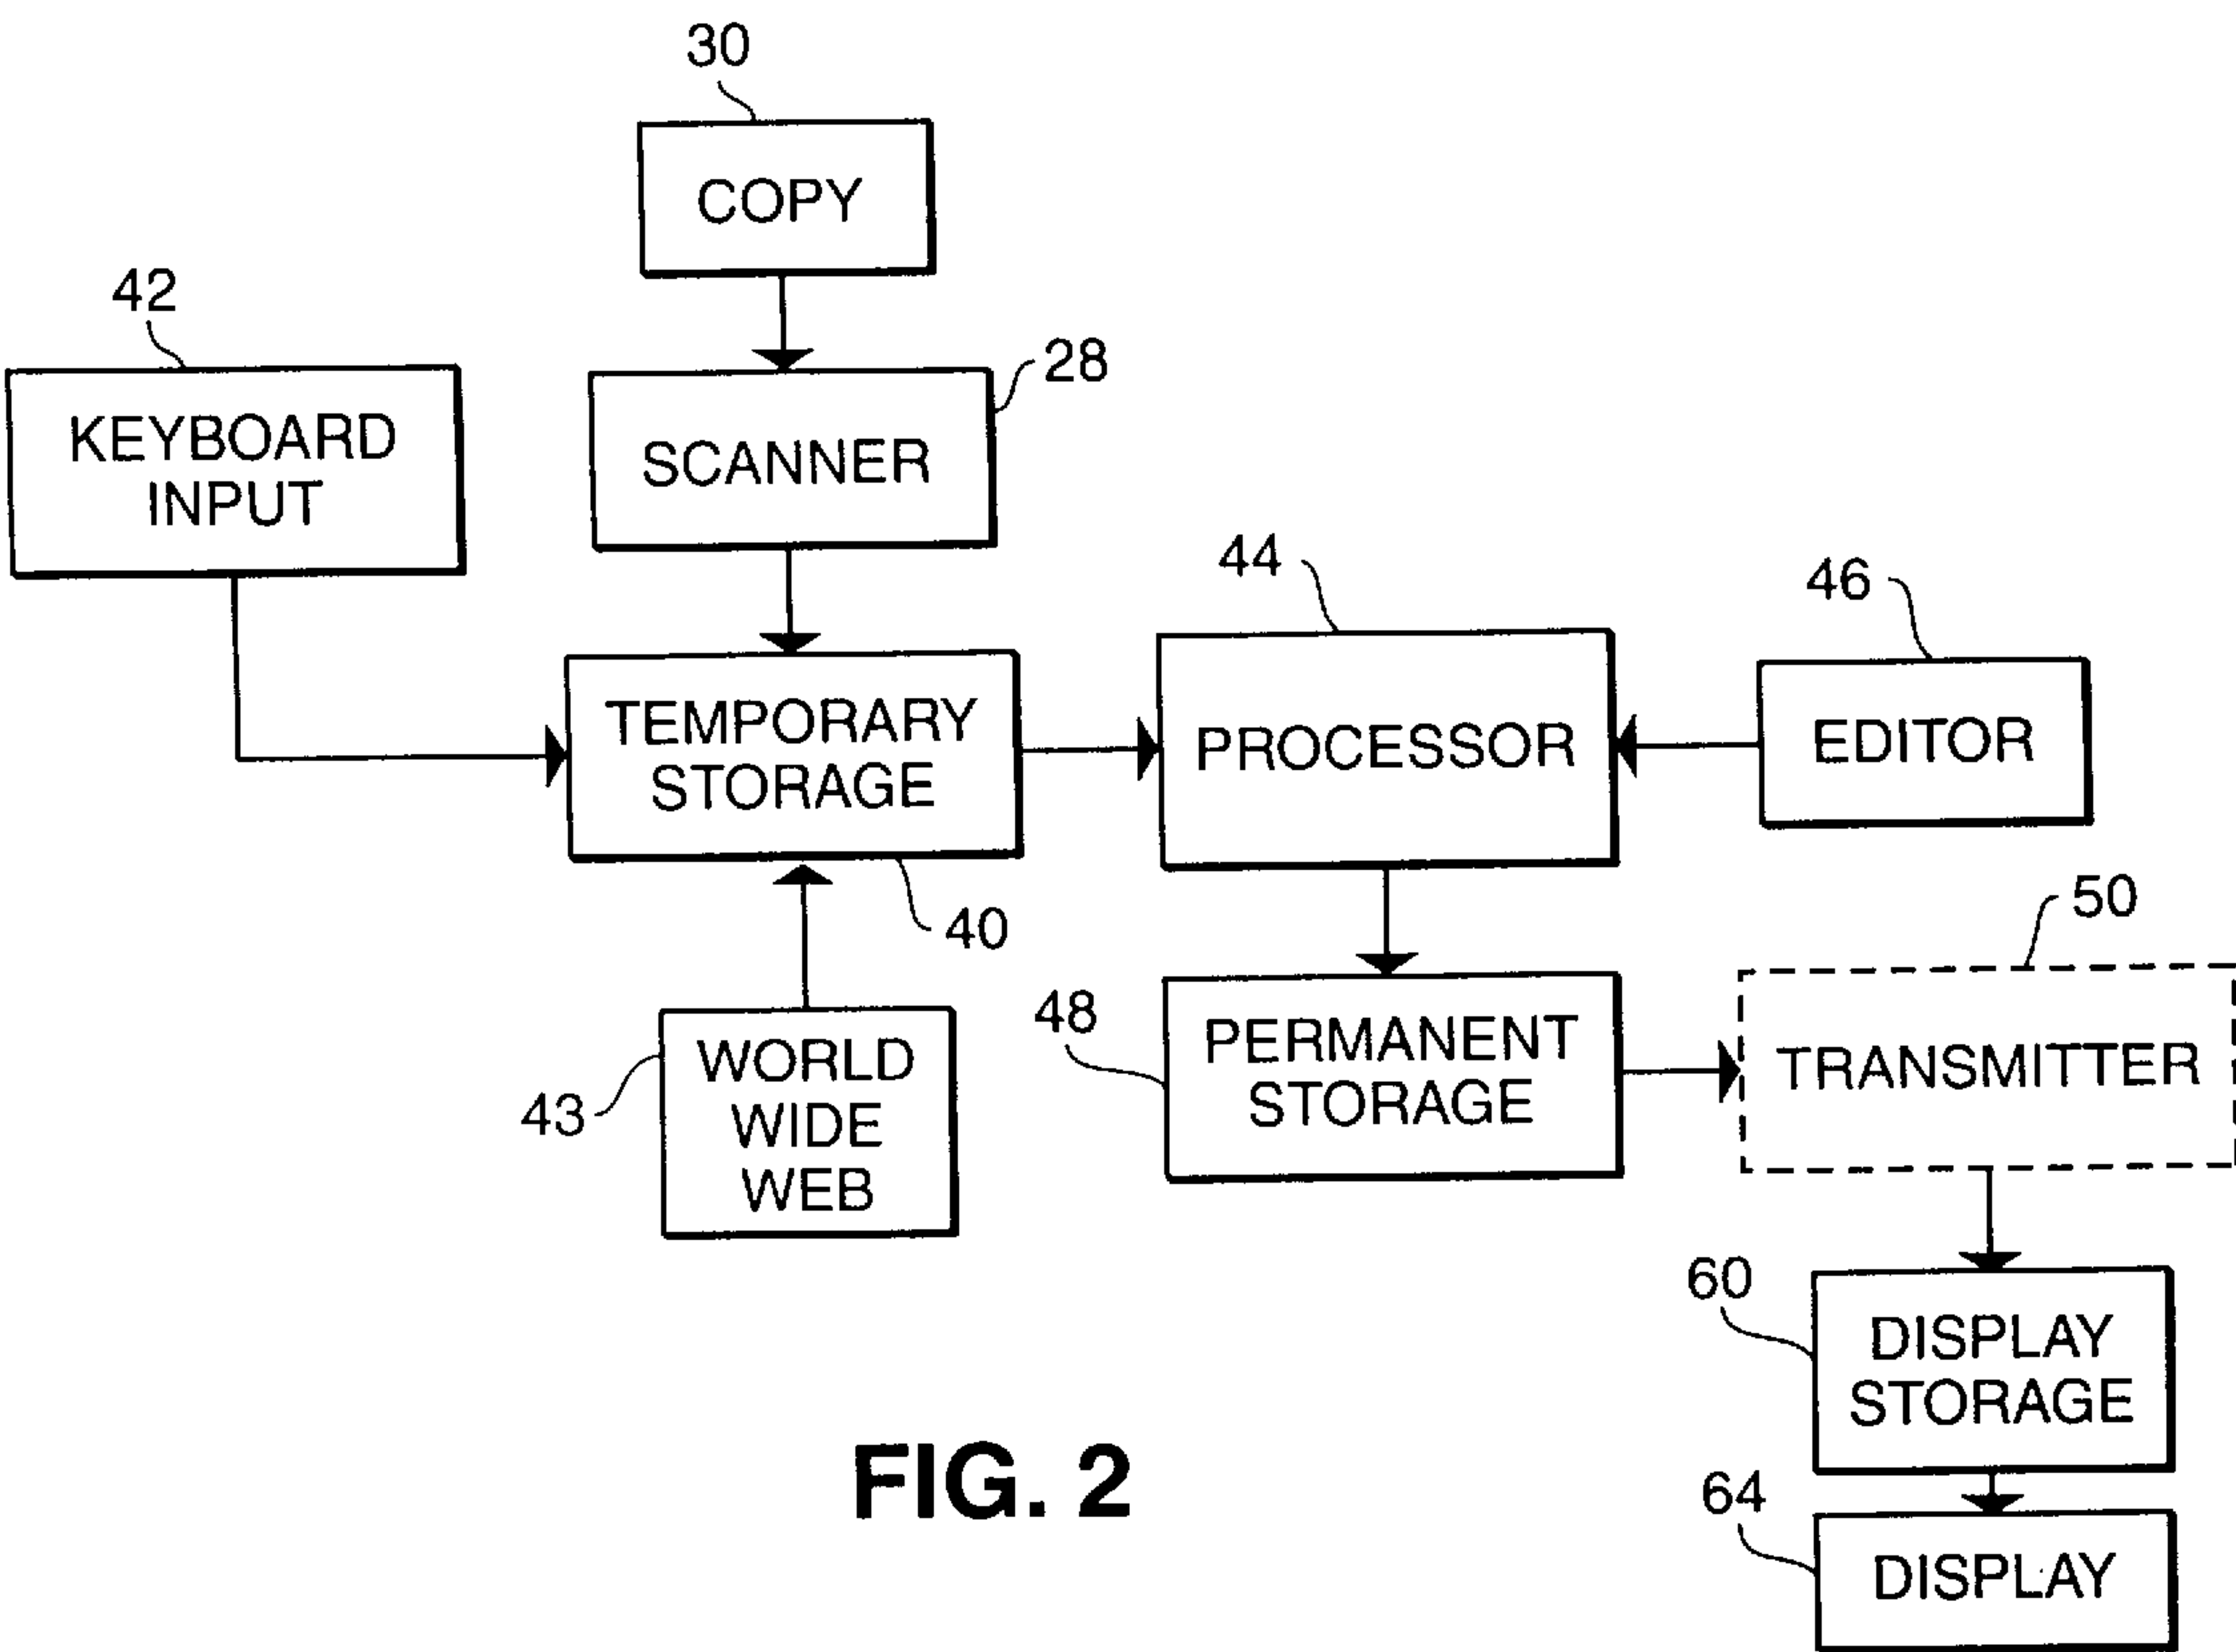 30
COPY
42
28
KEYBOARD
INPUT
SCANNER
44
46
TEMPORARY
STORAGE
PROCESSOR
EDITOR
40
50
48
WORLD
WIDE
WEB
43
PERMANENT
STORAGE
TRANSMITTER
60
DISPLAY
STORAGE
64
DISPLAY
FIG. 2